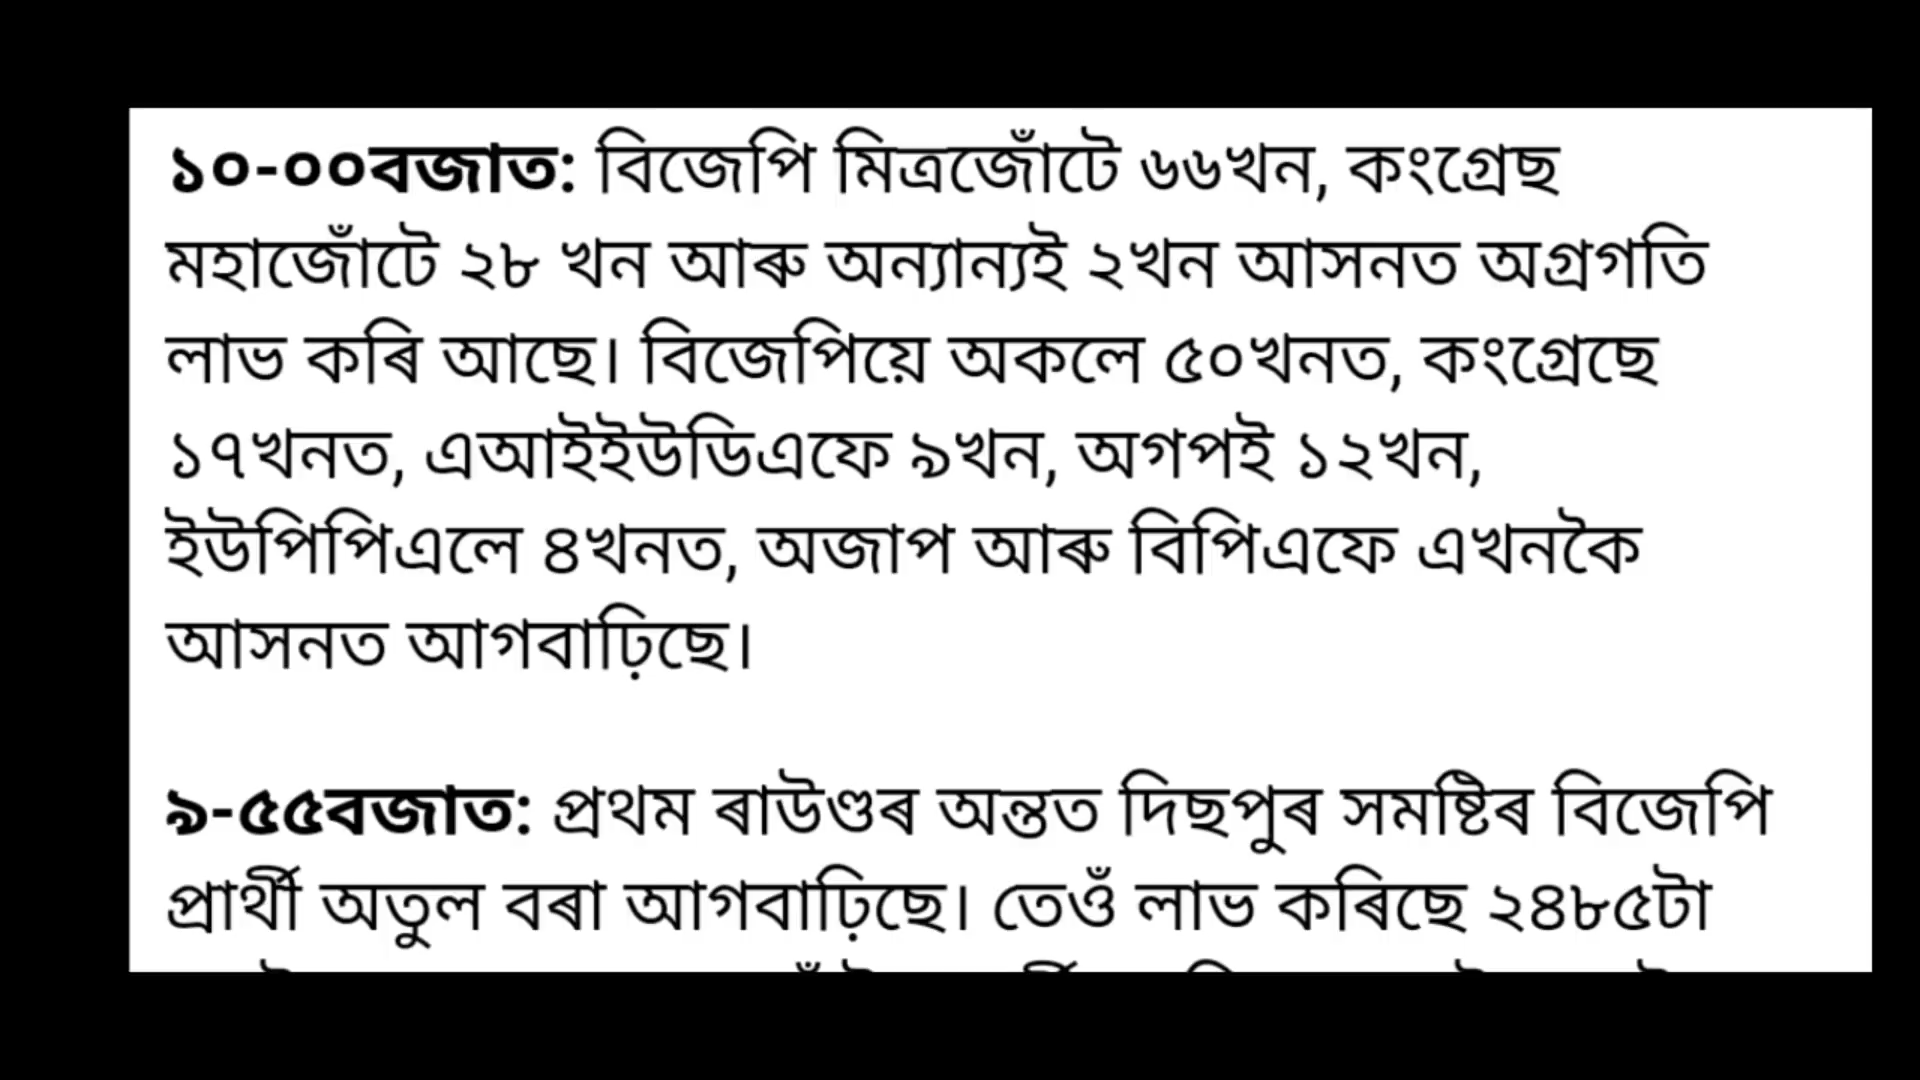 ১০-০০বজাত: বিজেপি মিত্ৰজোঁটে ৬৬খন, কংগ্ৰেছ
মহাজোঁটে ২৮ খন আৰু অন্যান্যই ২খন আসনত অগ্ৰগতি
লাভ কৰি আছে। বিজেপিয়ে অকলে ৫০খনত, কংগ্ৰেছে
১৭খনত, এআইইউডিএফে ৯খন, অগপই ১২খন,
ইউপিপিএলে ৪খনত, অজাপ আৰু বিপিএফে এখনকৈ
আসনত আগবাঢ়িছে।
৯-৫৫বজাত: প্ৰথম ৰাউণ্ডৰ অন্তত দিছপুৰ সমষ্টিৰ বিজেপি
প্ৰাৰ্থী অতুল বৰা আগবাঢ়িছে। তেওঁ লাভ কৰিছে ২৪৮৫টা